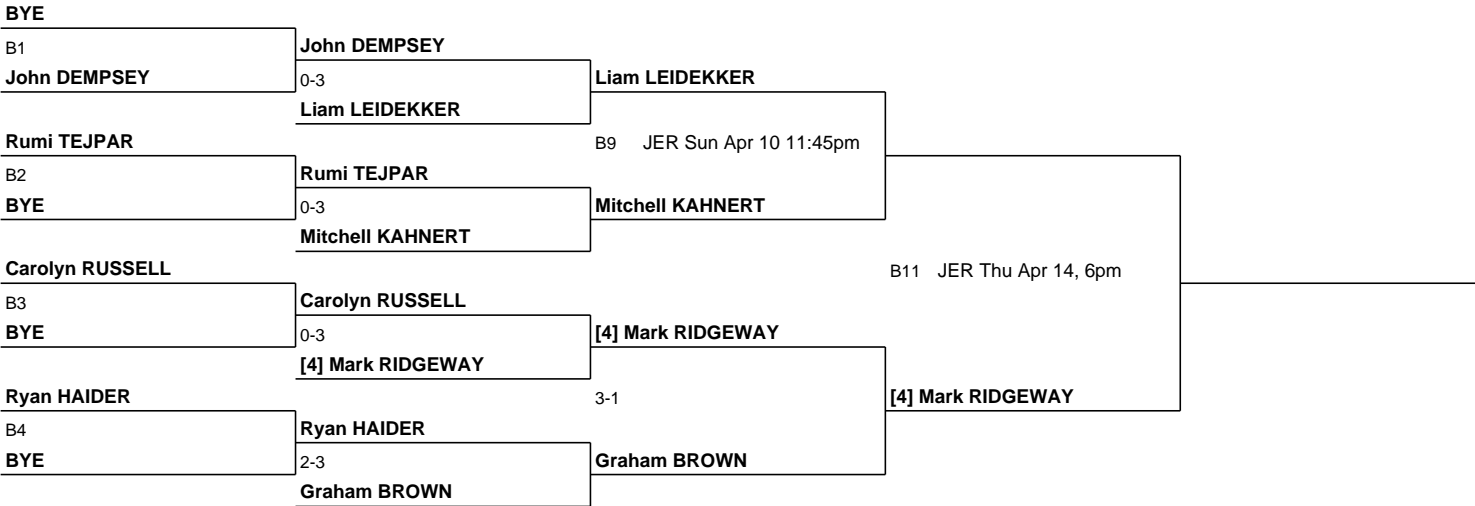 BYE
B1
John DEMPSEY
John DEMPSEY
0-3
Liam LEIDEKKER
Liam LEIDEKKER
Rumi TEJPAR
B2
BYE
Rumi TEJPAR
0-3
Mitchell KAHNERT
B9 JER Sun Apr 10 11:45pm
Mitchell KAHNERT
Carolyn RUSSELL
B3
BYE
Carolyn RUSSELL
0-3
[4] Mark RIDGEWAY
[4] Mark RIDGEWAY
Ryan HAIDER
B4
BYE
Ryan HAIDER
2-3
Graham BROWN
3-1
Graham BROWN
B11 JER Thu Apr 14, 6pm
[4] Mark RIDGEWAY